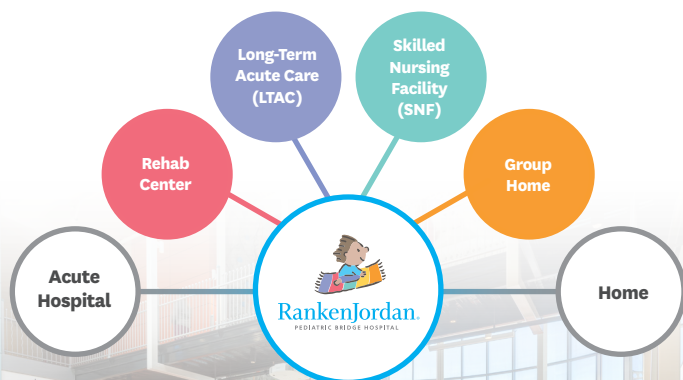 Long-Term
Acute Care
(LTAC)
Skilled
Nursing
Facility
(SNF)
Rehab
Center
Group
Home
Acute
Hospital
RankenJordan®
PEDIATRIC BRIDGE HOSPITAL
Home